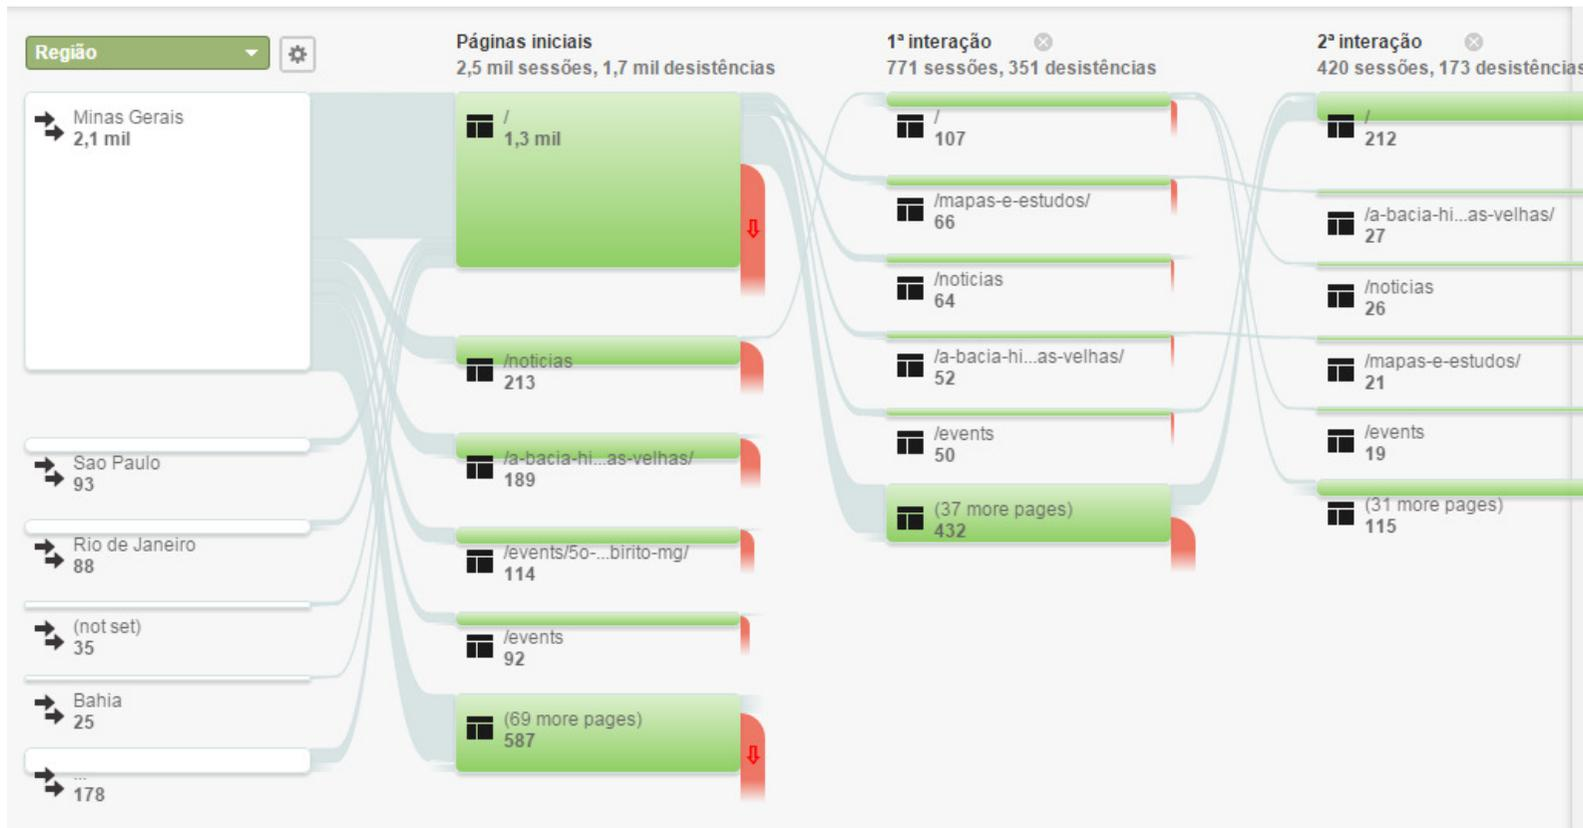 Região
Minas Gerais
2,1 mil
Sao Paulo
93
Rio de Janeiro
88
(not set)
35
Bahia
25
...
178
Páginas iniciais
2,5 mil sessões, 1,7 mil desistências
/
1,3 mil
/noticias
213
/a-bacia-hi...as-velhas/
189
/events/5o-...birito-mg/
114
/events
92
(69 more pages)
587
1ª interação
771 sessões, 351 desistências
/
107
/mapas-e-estudos/
66
/noticias
64
/a-bacia-hi...as-velhas/
52
/events
50
(37 more pages)
432
2ª interação
420 sessões, 173 desistências
/
212
/a-bacia-hi...as-velhas/
27
/noticias
26
/mapas-e-estudos/
21
/events
19
(31 more pages)
115